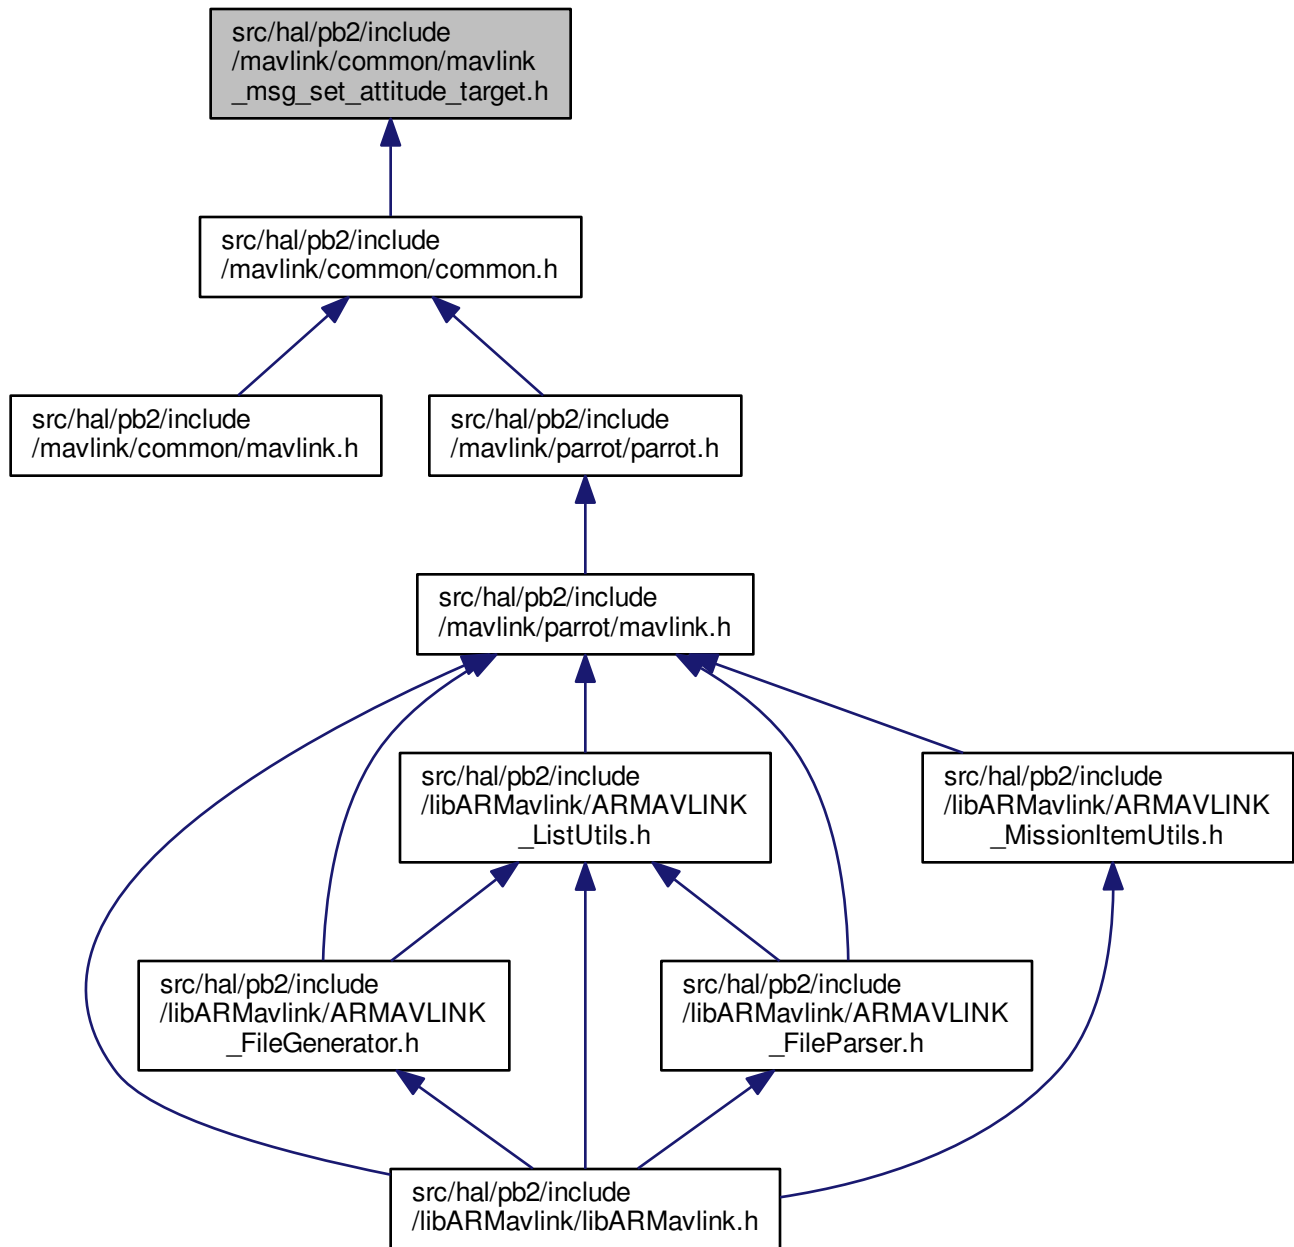 src/hal/pb2/include
/mavlink/common/mavlink
_msg_set_attitude_target.h
src/hal/pb2/include
/mavlink/common/common.h
src/hal/pb2/include
/mavlink/common/mavlink.h
src/hal/pb2/include
/mavlink/parrot/parrot.h
src/hal/pb2/include
/mavlink/parrot/mavlink.h
src/hal/pb2/include
/libARMavlink/ARMAVLINK
_ListUtils.h
src/hal/pb2/include
/libARMavlink/ARMAVLINK
_MissionItemUtils.h
src/hal/pb2/include
/libARMavlink/ARMAVLINK
_FileGenerator.h
src/hal/pb2/include
/libARMavlink/ARMAVLINK
_FileParser.h
src/hal/pb2/include
/libARMavlink/libARMavlink.h